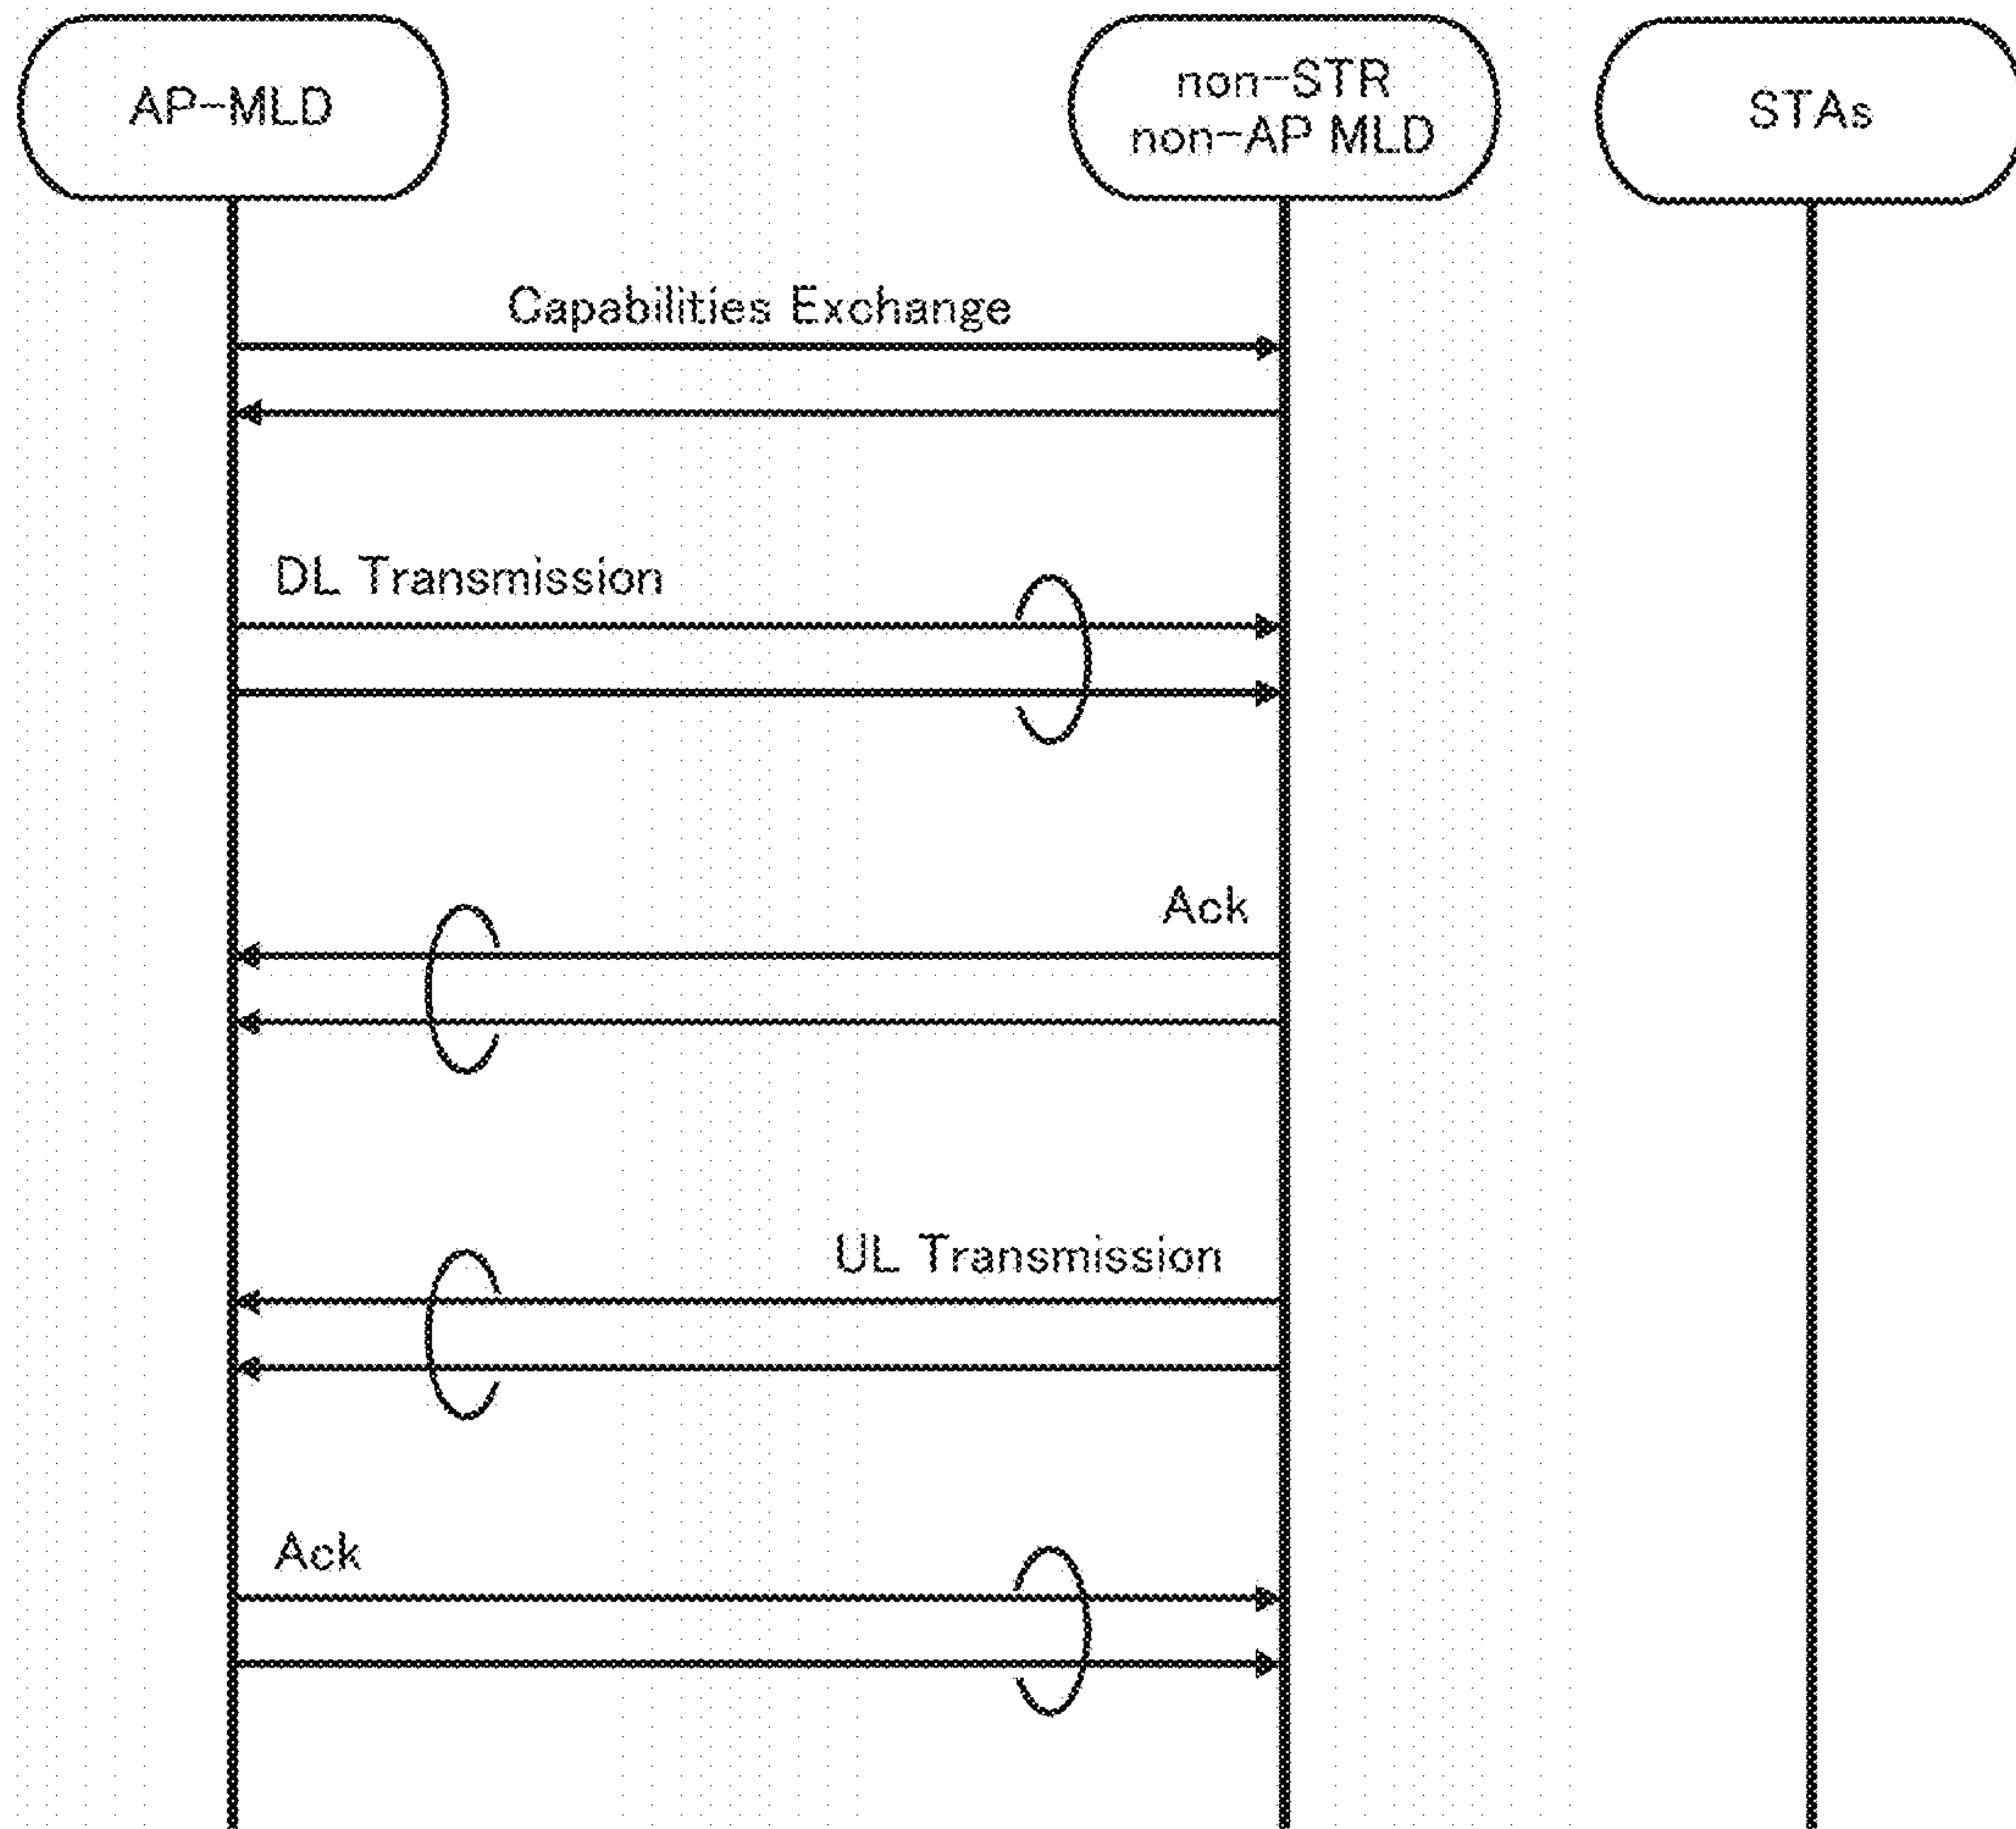 AP-MLD
non-STR
non-AP MLD
STAs
Capabilities Exchange
DL Transmission
Ack
UL Transmission
Ack